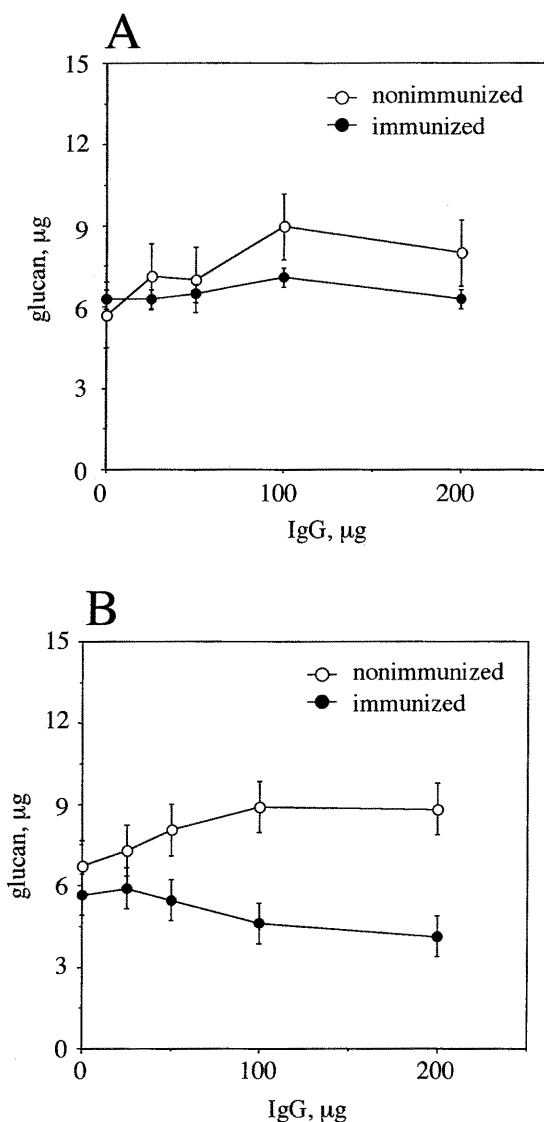 A
15
12
9
6
3
0
glucan, µg
nonimmunized
immunized
0
100
200
IgG, µg
B
15
12
9
6
3
0
glucan, µg
nonimmunized
immunized
0
100
200
IgG, µg